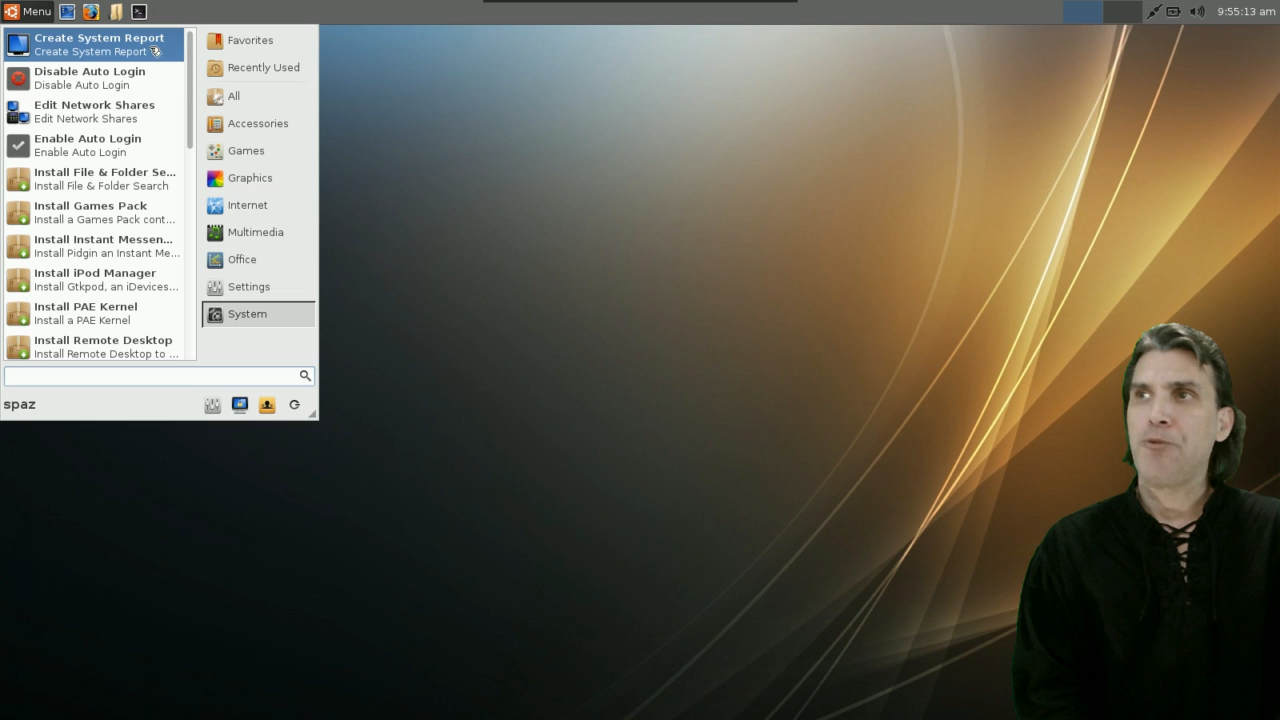 Menu
9:55:13 am
Create System Report
Create System Report
Disable Auto Login
Disable Auto Login
Edit Network Shares
Edit Network Shares
Enable Auto Login
Enable Auto Login
Install File & Folder Se...
Install File & Folder Search
Install Games Pack
Install a Games Pack cont...
Install Instant Messen...
Install Pidgin an Instant Me...
Install iPod Manager
Install Gtkpod, an iDevices...
Install PAE Kernel
Install a PAE Kernel
Install Remote Desktop
Install Remote Desktop to ...
Favorites
Recently Used
All
Accessories
Games
Graphics
Internet
Multimedia
Office
Settings
System
spaz